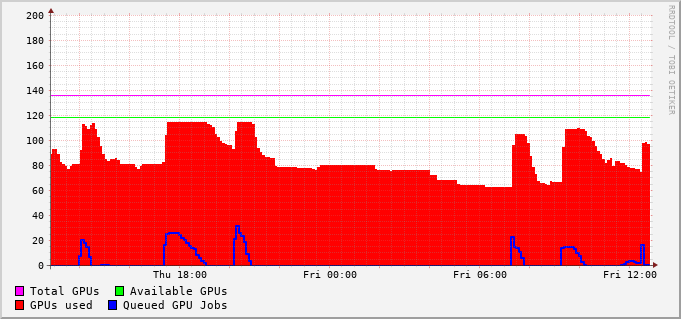 200
180
160
140
120
100
80
60
40
20
0
Thu 18:00 Fri 00:00 Fri 06:00 Fri 12:00
Total GPUs Available GPUs
GPUs used Queued GPU Jobs
RRDTOOL / TOBI OETIKER